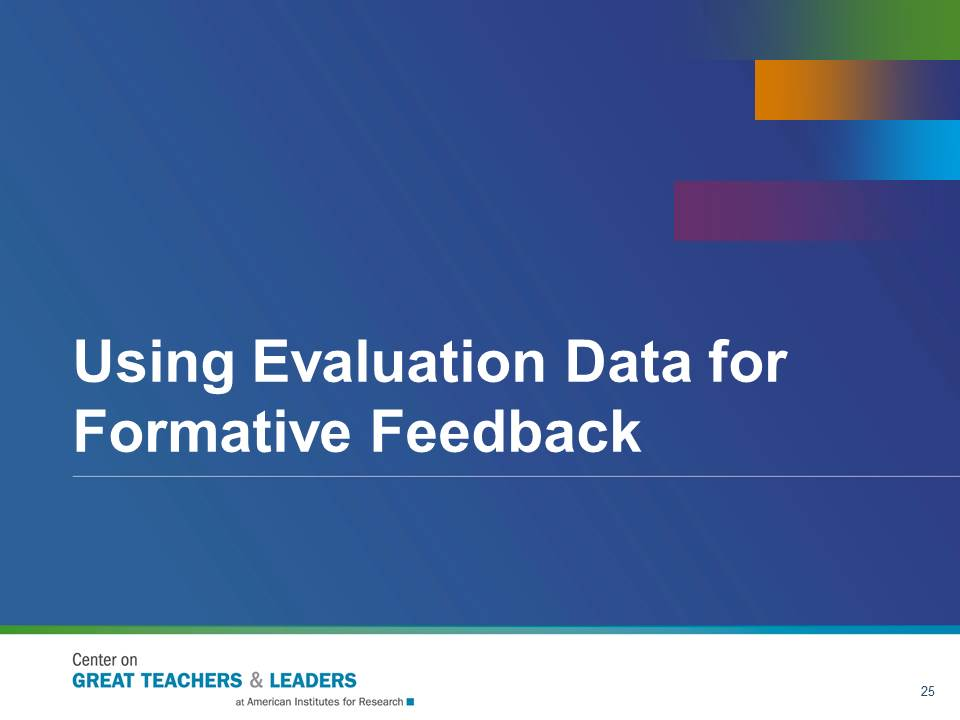 Using Evaluation Data for
Formative Feedback
Center on
GREAT TEACHERS & LEADERS
at American Institutes for Research
25